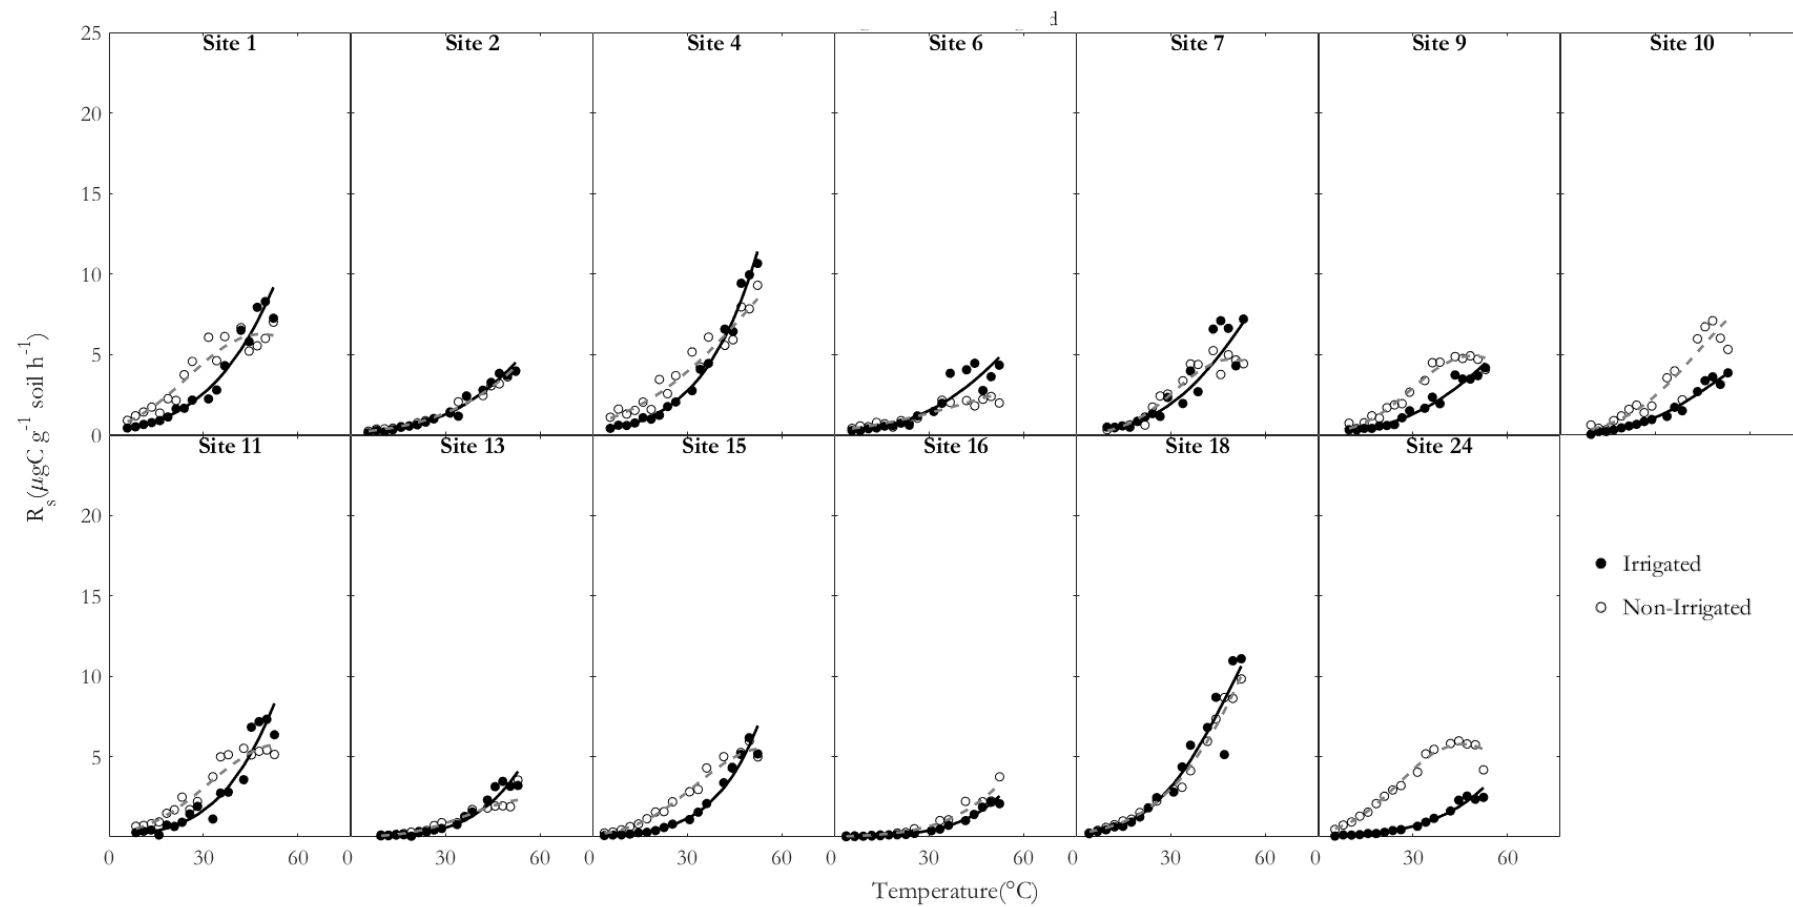 d
Site 1 Site 2 Site 4 Site 6 Site 7 Site 9 Site 10
25
20
15
10
5
0
Site 11 Site 13 Site 15 Site 16 Site 18 Site 24
20
15
10
5
0 30 60 0 30 60 0 30 60 0 30 60 0 30 60 0 30 60
Rs(μgC g-1 soil h-1)
Temperature(°C)
Irrigated
Non-Irrigated